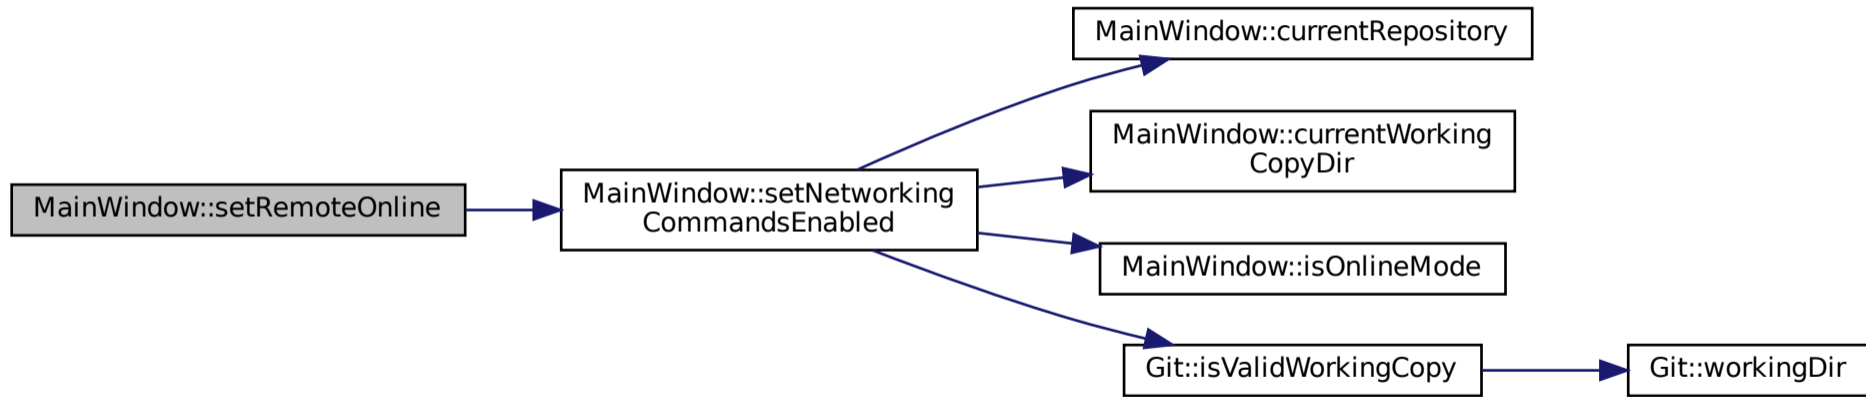 MainWindow::setRemoteOnline
MainWindow::setNetworking
CommandsEnabled
MainWindow::currentRepository
MainWindow::currentWorking
CopyDir
MainWindow::isOnlineMode
Git::isValidWorkingCopy
Git::workingDir